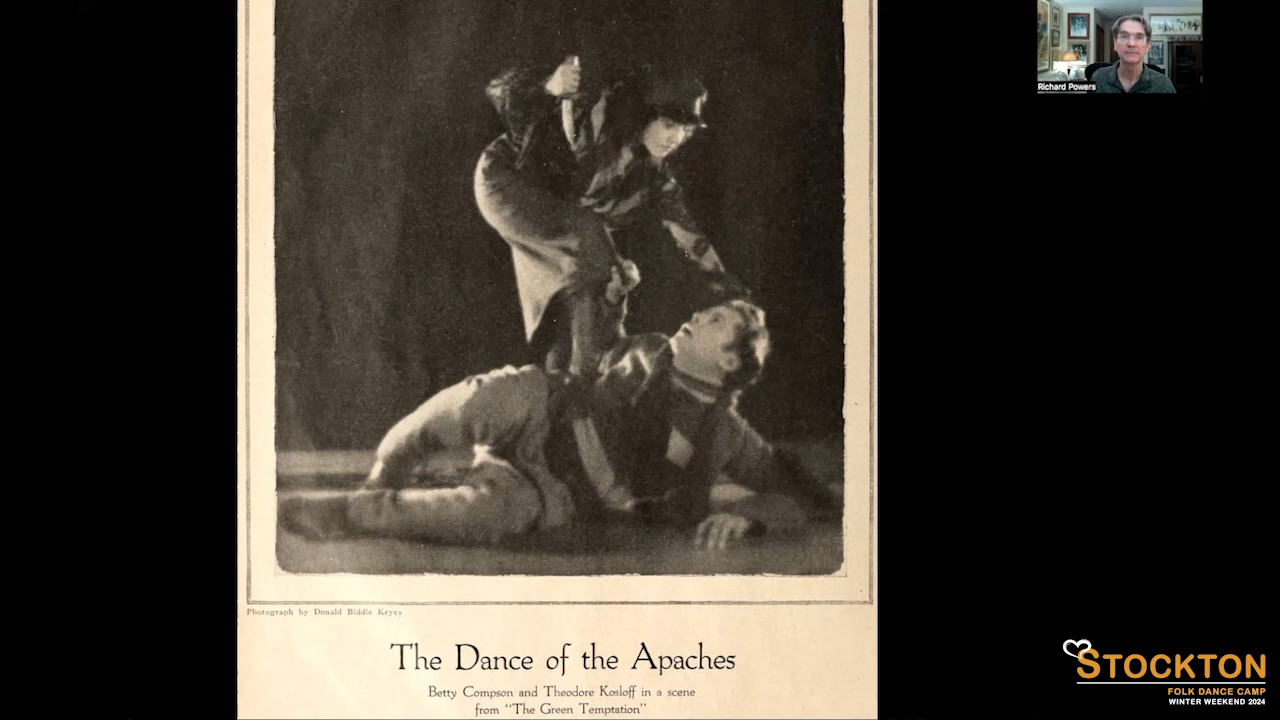 Richard Powers
Photograph by Donald Biddle Keyes
The Dance of the Apaches
Betty Compson and Theodore Kosloff in a scene
from "The Green Temptation"
STOCKTON
FOLK DANCE CAMP
WINTER WEEKEND 2024